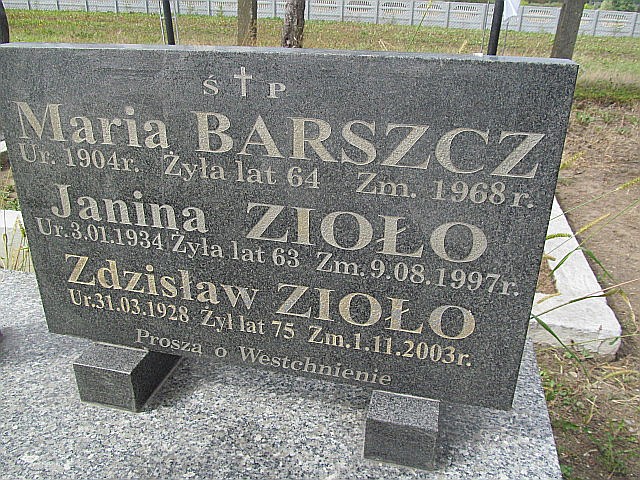 Ś † P
Maria BARSZCZ
Ur. 1904r. Żyła lat 64 Zm. 1968r.
Janina ZIOŁO
Ur.3.01.1934 Żyła lat 63 Zm.9.08.1997r.
Zdzisław ZIOŁO
Ur.31.03.1928 Żył lat 75 Zm.1.11.2003r.
Proszą o Westchnienie